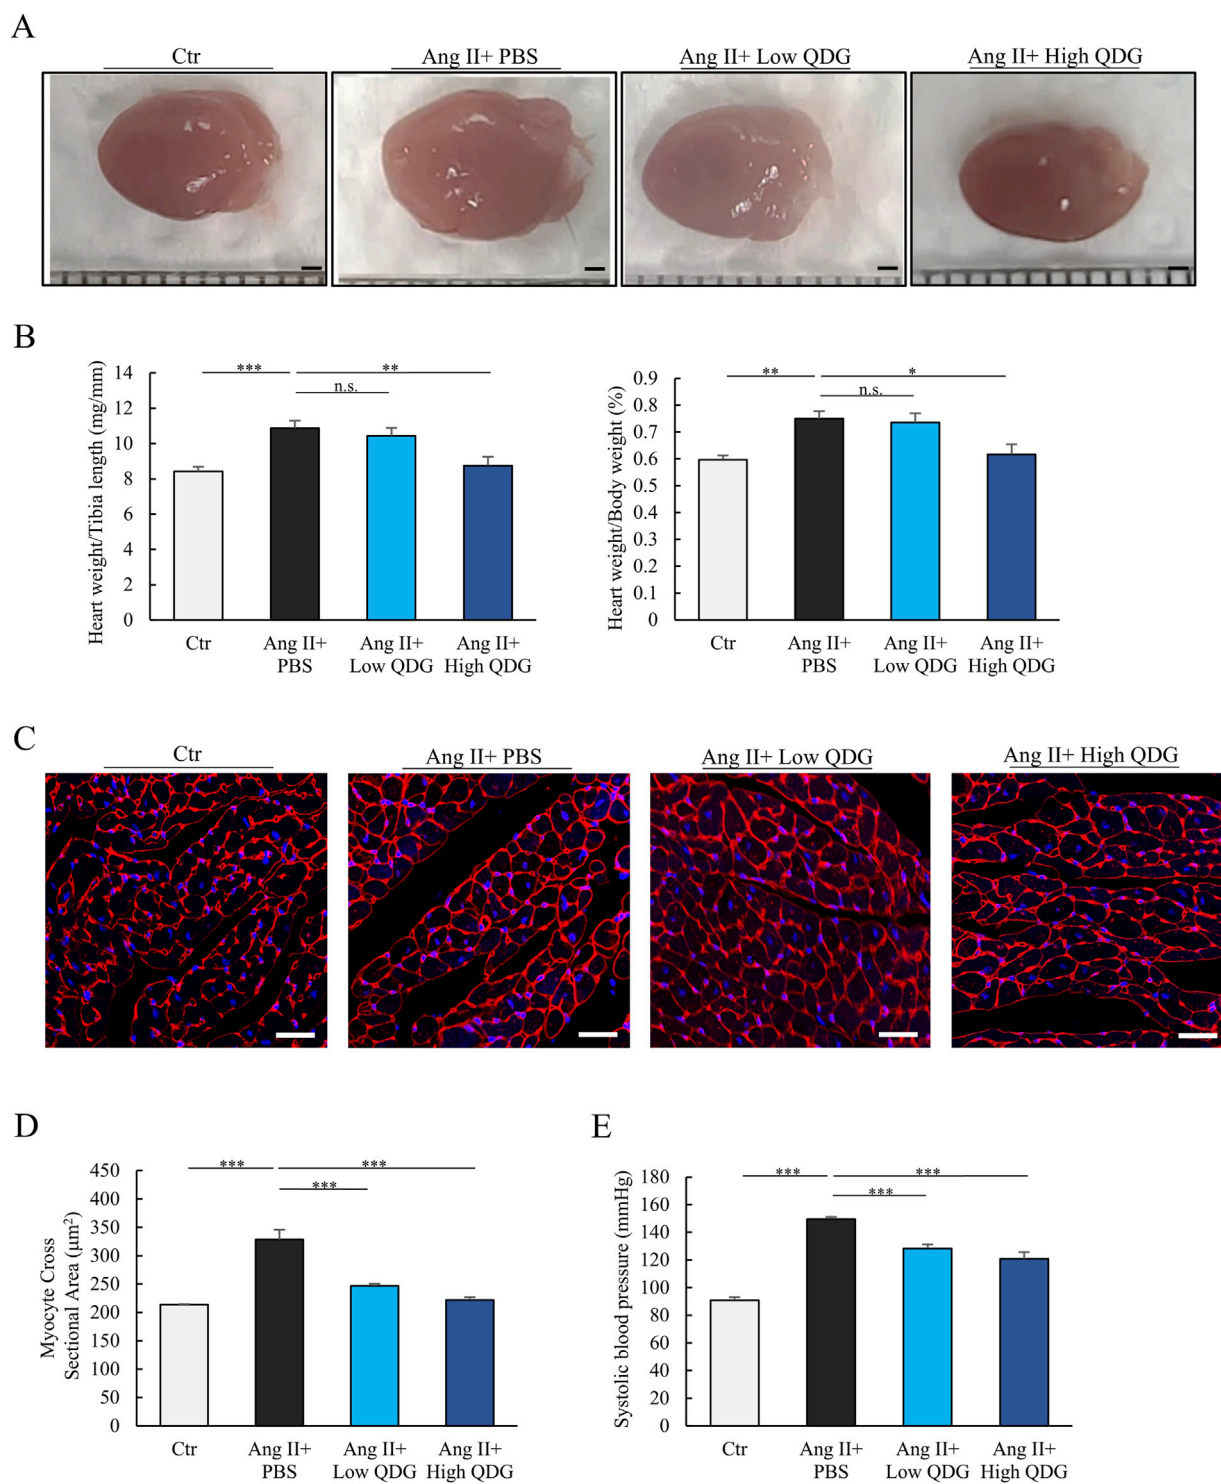 A
Ctr
Ang II+ PBS
Ang II+ Low QDG
Ang II+ High QDG
B
Heart weight/Tibia length (mg/mm)
14
12
10
8
6
4
2
0
***
**
n.s.
Ctr
Ang II+
PBS
Ang II+
Low QDG
Ang II+
High QDG
Heart weight/Body weight (%)
0.9
0.8
0.7
0.6
0.5
0.4
0.3
0.2
0.1
0
**
*
n.s.
Ctr
Ang II+
PBS
Ang II+
Low QDG
Ang II+
High QDG
C
Ctr
Ang II+ PBS
Ang II+ Low QDG
Ang II+ High QDG
D
Myocyte Cross
Sectional Area (µm²)
450
400
350
300
250
200
150
100
50
0
***
***
***
Ctr
Ang II+
PBS
Ang II+
Low QDG
Ang II+
High QDG
E
Systolic blood pressure (mmHg)
180
160
140
120
100
80
60
40
20
0
***
***
***
Ctr
Ang II+
PBS
Ang II+
Low QDG
Ang II+
High QDG